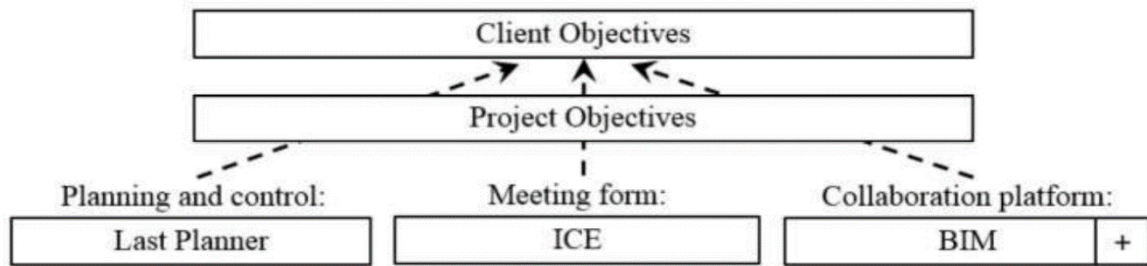 Client Objectives
Project Objectives
Planning and control:
Meeting form:
Collaboration platform:
Last Planner
ICE
BIM
+